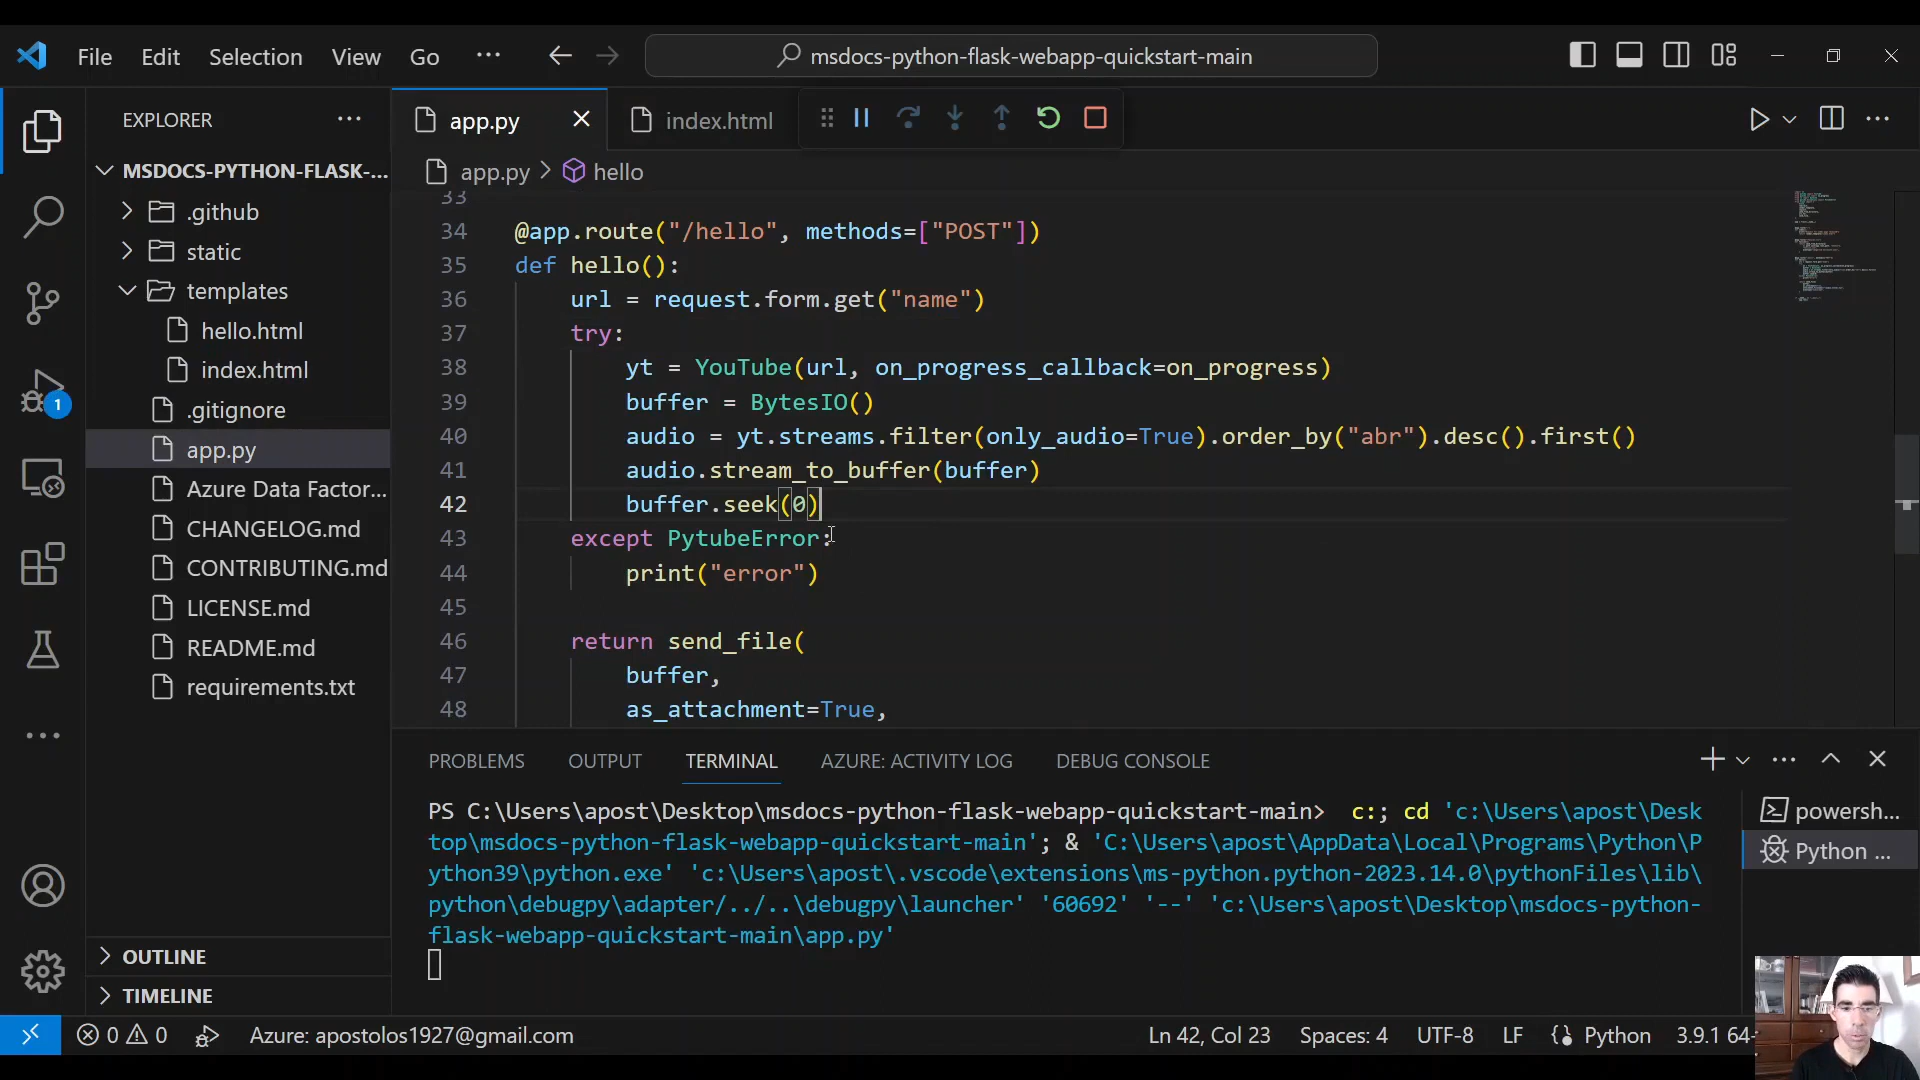 File Edit Selection View Go ··· msdocs-python-flask-webapp-quickstart-main
EXPLORER ···
MSDOCS-PYTHON-FLASK-...
.github
static
templates
hello.html
index.html
.gitignore
app.py
Azure Data Factor...
CHANGELOG.md
CONTRIBUTING.md
LICENSE.md
README.md
requirements.txt
OUTLINE
TIMELINE
1
app.py index.html
app.py > hello
33
34 @app.route("/hello", methods=["POST"])
35 def hello():
36 url = request.form.get("name")
37 try:
38 yt = YouTube(url, on_progress_callback=on_progress)
39 buffer = BytesIO()
40 audio = yt.streams.filter(only_audio=True).order_by("abr").desc().first()
41 audio.stream_to_buffer(buffer)
42 buffer.seek(0)
43 except PytubeError:
44 print("error")
45
46 return send_file(
47 buffer,
48 as_attachment=True,
PROBLEMS OUTPUT TERMINAL AZURE: ACTIVITY LOG DEBUG CONSOLE
PS C:\Users\apost\Desktop\msdocs-python-flask-webapp-quickstart-main> c:; cd 'c:\Users\apost\Desk
top\msdocs-python-flask-webapp-quickstart-main'; & 'C:\Users\apost\AppData\Local\Programs\Python\P
ython39\python.exe' 'c:\Users\apost\.vscode\extensions\ms-python.python-2023.14.0\pythonFiles\lib\
python\debugpy\adapter/../..\debugpy\launcher' '60692' '--' 'c:\Users\apost\Desktop\msdocs-python-
flask-webapp-quickstart-main\app.py'
powersh...
Python ...
0 0 Azure: apostolos1927@gmail.com Ln 42, Col 23 Spaces: 4 UTF-8 LF Python 3.9.1 64-